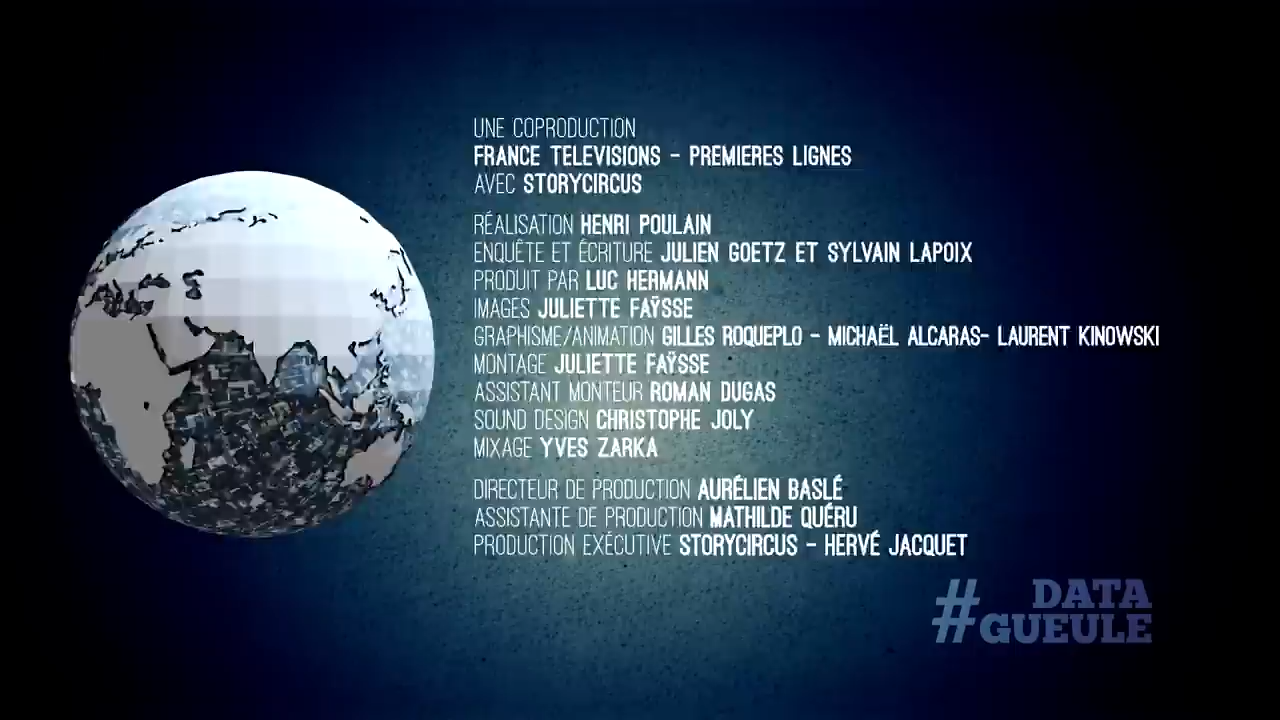 UNE COPRODUCTION
FRANCE TELEVISIONS - PREMIERES LIGNES
AVEC STORYCIRCUS
RÉALISATION HENRI POULAIN
ENQUÊTE ET ÉCRITURE JULIEN GOETZ ET SYLVAIN LAPOIX
PRODUIT PAR LUC HERMANN
IMAGES JULIETTE FAŸSSE
GRAPHISME/ANIMATION GILLES ROQUEPLO - MICHAËL ALCARAS- LAURENT KINOWSKI
MONTAGE JULIETTE FAŸSSE
ASSISTANT MONTEUR ROMAN DUGAS
SOUND DESIGN CHRISTOPHE JOLY
MIXAGE YVES ZARKA
DIRECTEUR DE PRODUCTION AURÉLIEN BASLÉ
ASSISTANTE DE PRODUCTION MATHILDE QUÉRU
PRODUCTION EXÉCUTIVE STORYCIRCUS - HERVÉ JACQUET
# DATA
GUEULE